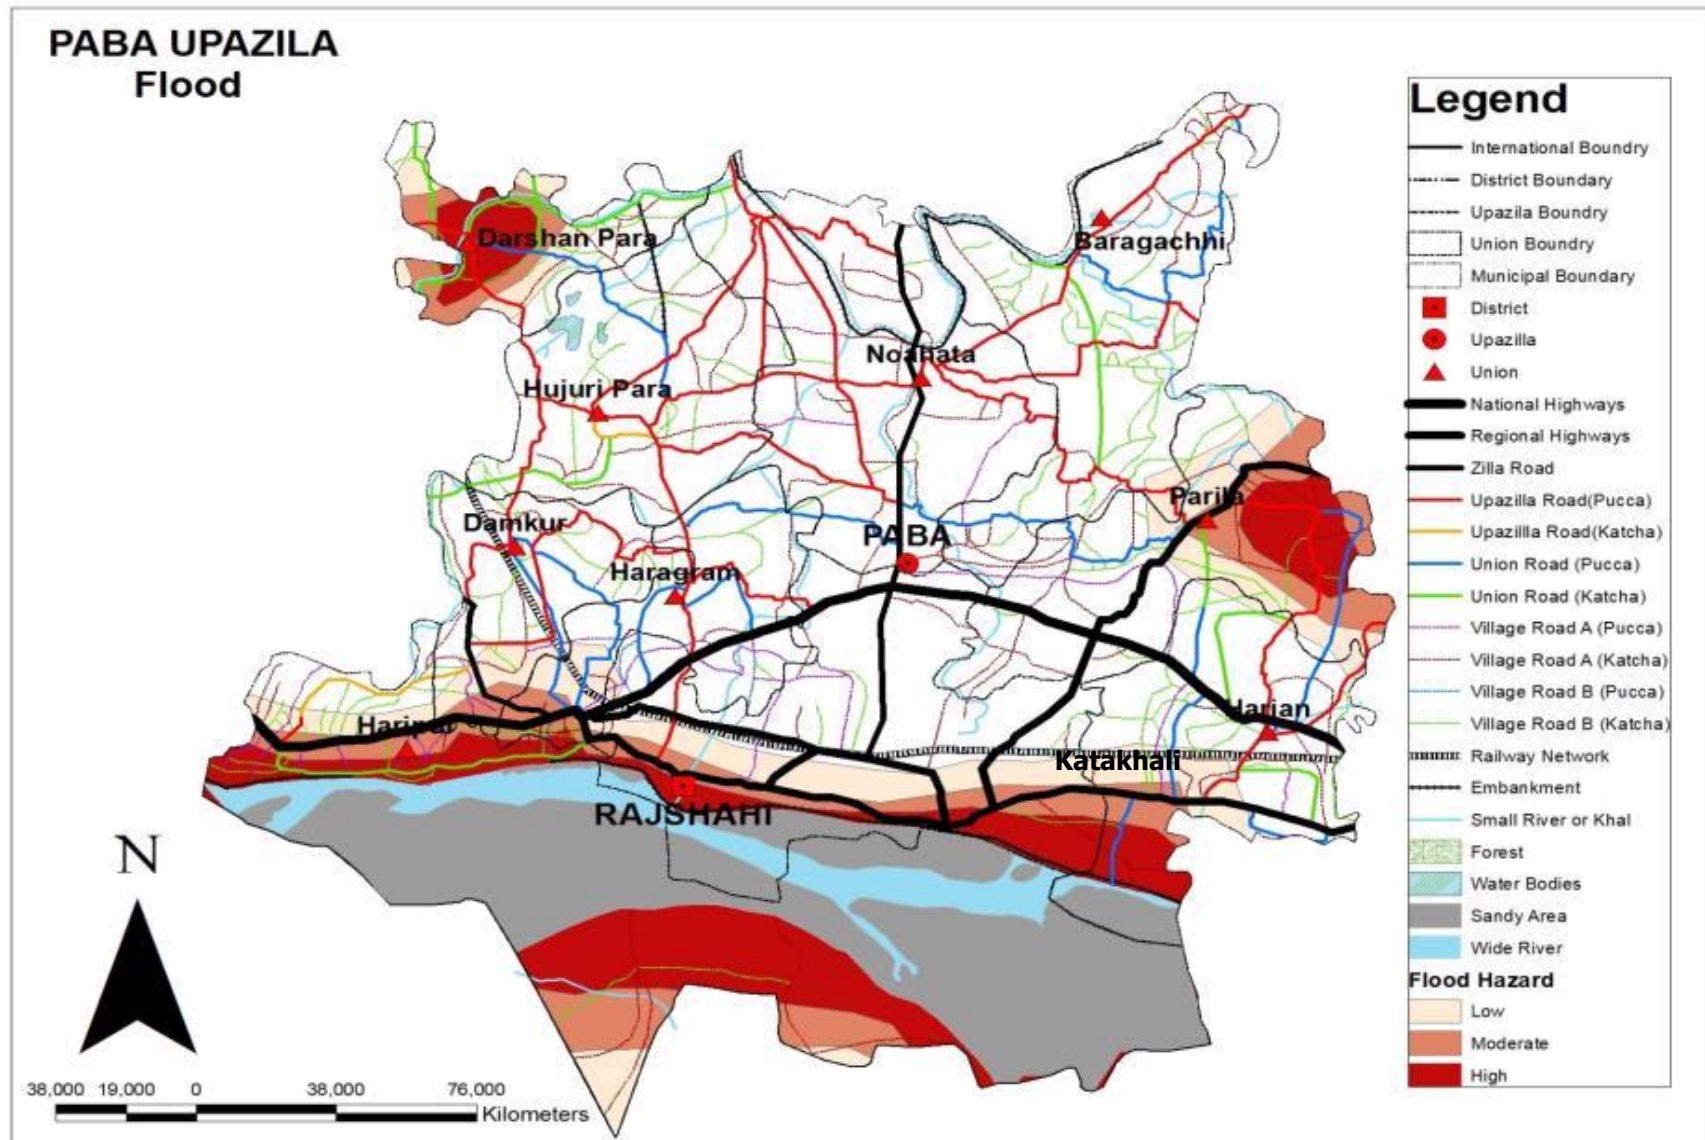 PABA UPAZILA
Flood
Darshan Para
Baragachhi
Noahata
Hujuri Para
Parila
Damkur
PABA
Haragram
Haripur
Harian
Katakhali
RAJSHAHI
N
38,000 19,000 0 38,000 76,000
Kilometers
Legend
International Boundry
District Boundary
Upazila Boundry
Union Boundry
Municipal Boundary
District
Upazilla
Union
National Highways
Regional Highways
Zilla Road
Upazilla Road(Pucca)
Upazillla Road(Katcha)
Union Road (Pucca)
Union Road (Katcha)
Village Road A (Pucca)
Village Road A (Katcha)
Village Road B (Pucca)
Village Road B (Katcha)
Railway Network
Embankment
Small River or Khal
Forest
Water Bodies
Sandy Area
Wide River
Flood Hazard
Low
Moderate
High